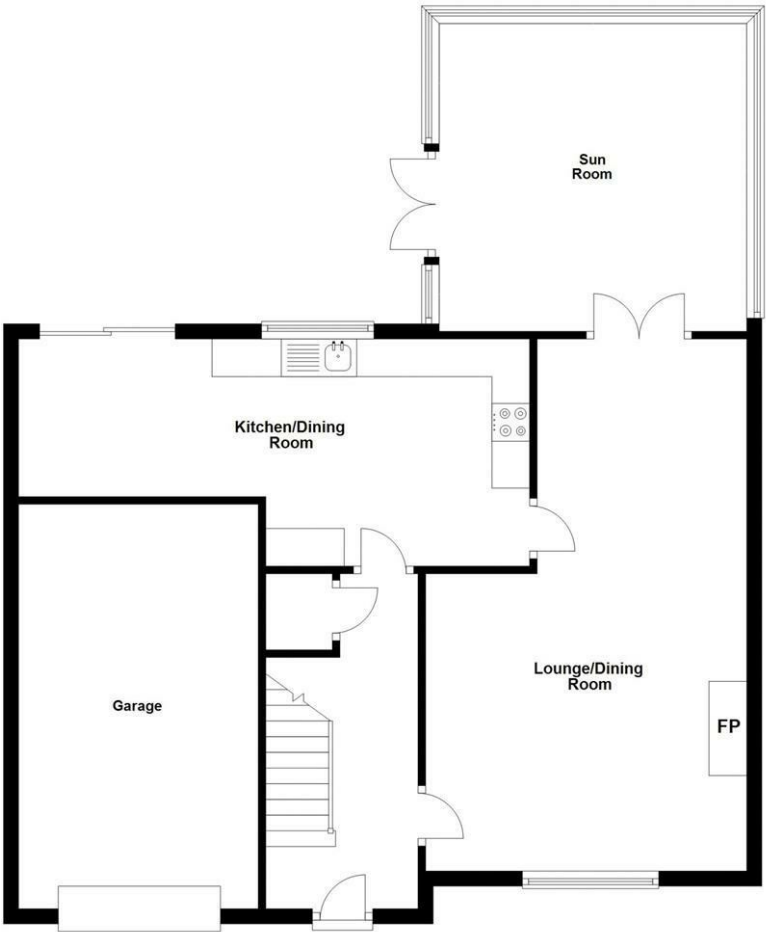 Sun
Room
Kitchen/Dining
Room
Lounge/Dining
Room
Garage
FP